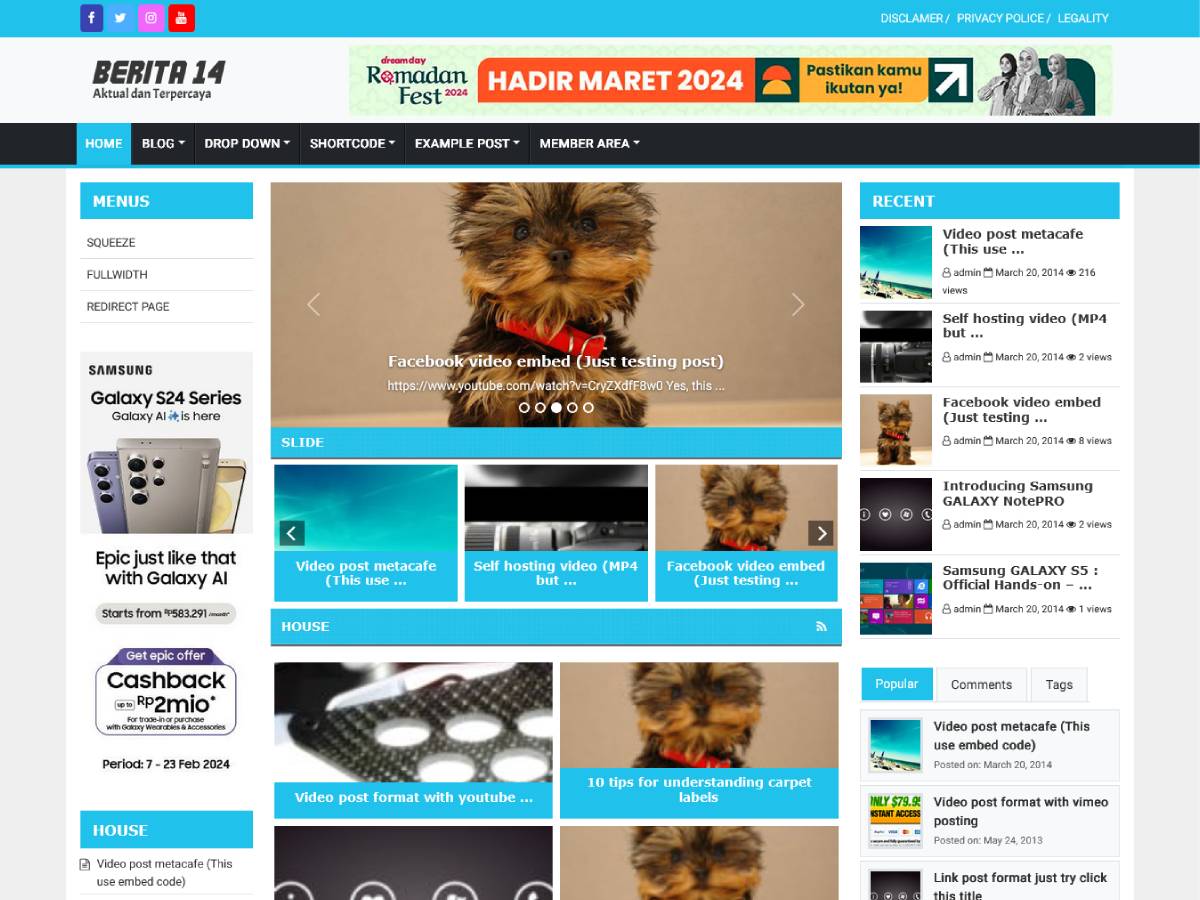 DISCLAMER / PRIVACY POLICE / LEGALITY
BERITA 14
Aktual dan Terpercaya
dream day
Ramadan
Fest 2024
HADIR MARET 2024
Pastikan kamu
ikutan ya!
HOME BLOG DROP DOWN SHORTCODE EXAMPLE POST MEMBER AREA
MENUS
SQUEEZE
FULLWIDTH
REDIRECT PAGE
SAMSUNG
Galaxy S24 Series
Galaxy AI is here
Epic just like that
with Galaxy AI
Starts from Rp583.291 /month*
Get epic offer
Cashback
up to Rp2mio*
For trade-in or purchase
with Galaxy Wearables & Accessories
Period: 7 - 23 Feb 2024
HOUSE
Video post metacafe (This
use embed code)
Facebook video embed (Just testing post)
https://www.youtube.com/watch?v=CryZXdfF8w0 Yes, this ...
SLIDE
Video post metacafe
(This use ...
Self hosting video (MP4
but ...
Facebook video embed
(Just testing ...
HOUSE
Video post format with youtube ...
10 tips for understanding carpet
labels
RECENT
Video post metacafe
(This use ...
admin March 20, 2014 216
views
Self hosting video (MP4
but ...
admin March 20, 2014 2 views
Facebook video embed
(Just testing ...
admin March 20, 2014 8 views
Introducing Samsung
GALAXY NotePRO
admin March 20, 2014 2 views
Samsung GALAXY S5 :
Official Hands-on – ...
admin March 20, 2014 1 views
Popular Comments Tags
Video post metacafe (This
use embed code)
Posted on: March 20, 2014
ONLY $79.95
INSTANT ACCESS
Video post format with vimeo
posting
Posted on: May 24, 2013
Link post format just try click
this title